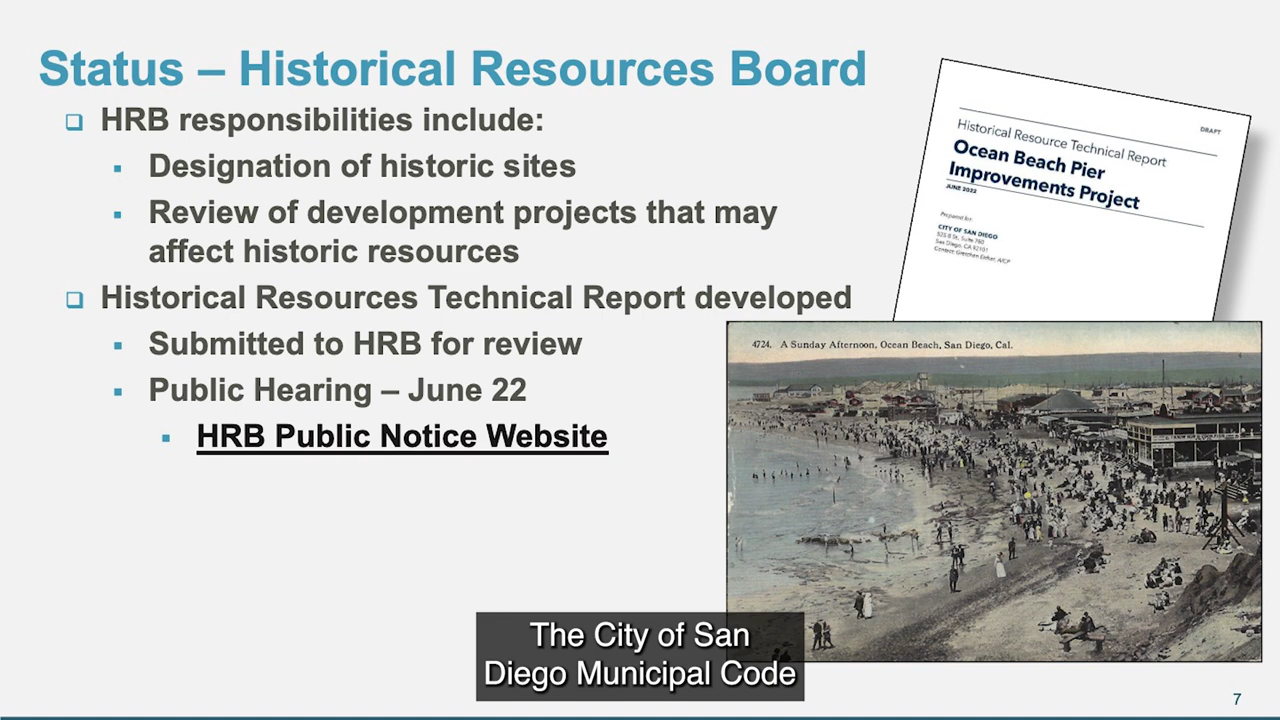 Status – Historical Resources Board
HRB responsibilities include:
Designation of historic sites
Review of development projects that may
affect historic resources
Historical Resources Technical Report developed
Submitted to HRB for review
Public Hearing – June 22
HRB Public Notice Website
DRAFT
Historical Resource Technical Report
Ocean Beach Pier
Improvements Project
JUNE 2022
Prepared for:
CITY OF SAN DIEGO
525 B St, Suite 750
San Diego, CA 92101
Contact: Gretchen Eichar, AICP
4724. A Sunday Afternoon, Ocean Beach, San Diego, Cal.
The City of San
Diego Municipal Code
7